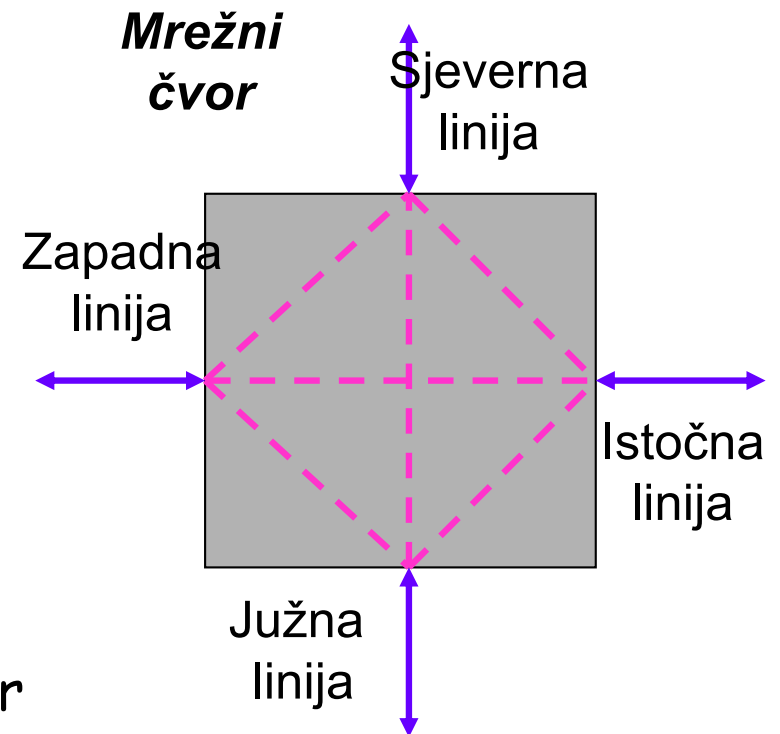 Mrežni
čvor
Sjeverna
linija
Zapadna
linija
Istočna
linija
Južna
linija
r